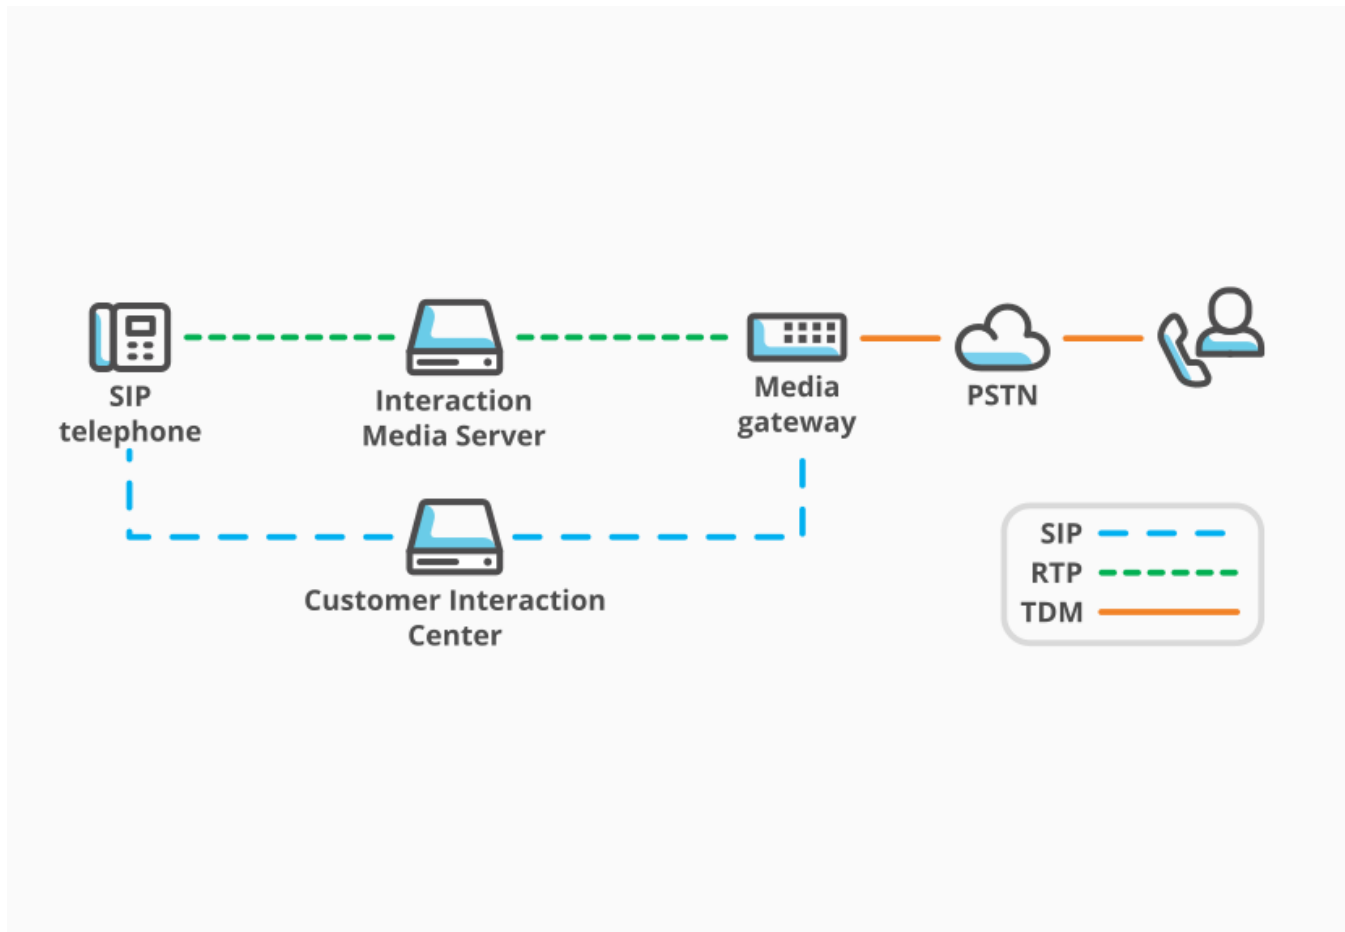 SIP
telephone
Interaction
Media Server
Media
gateway
PSTN
Customer Interaction
Center
SIP
RTP
TDM